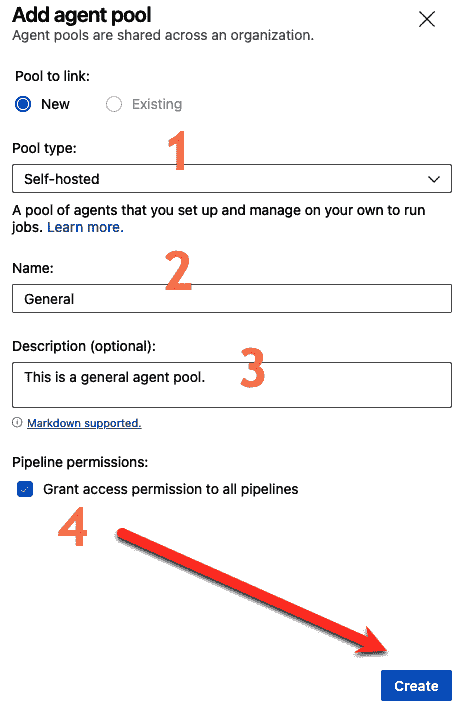 Add agent pool
Agent pools are shared across an organization.
Pool to link:
New Existing
1
Pool type:
Self-hosted
A pool of agents that you set up and manage on your own to run
jobs. Learn more.
2
Name:
General
Description (optional):
3
This is a general agent pool.
Markdown supported.
Pipeline permissions:
Grant access permission to all pipelines
4
Create